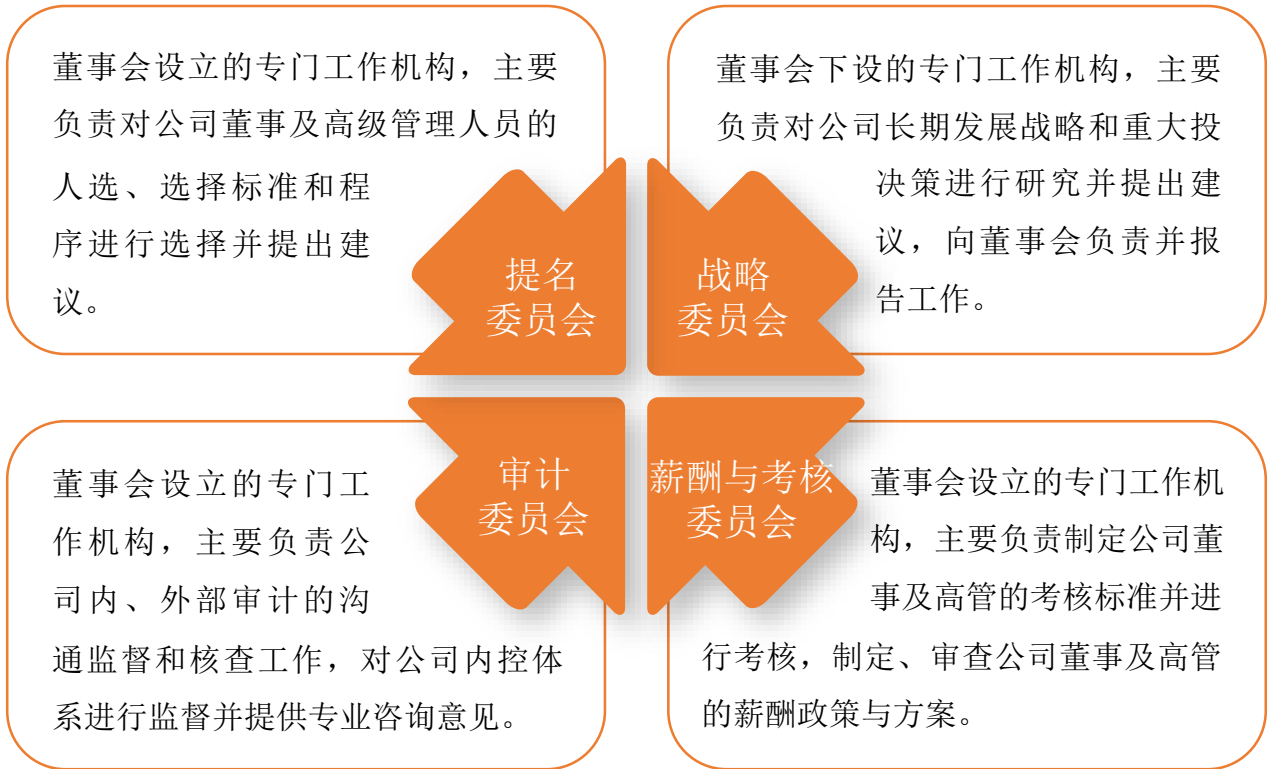 董事会设立的专门工作机构，主要
负责对公司董事及高级管理人员的
人选、选择标准和程
序进行选择并提出建
议。
提名
委员会
董事会下设的专门工作机构，主要
负责对公司长期发展战略和重大投
决策进行研究并提出建
议，向董事会负责并报
告工作。
战略
委员会
董事会设立的专门工
作机构，主要负责公
司内、外部审计的沟
通监督和核查工作，对公司内控体
系进行监督并提供专业咨询意见。
审计
委员会
薪酬与考核
委员会
董事会设立的专门工作机
构，主要负责制定公司董
事及高管的考核标准并进
行考核，制定、审查公司董事及高管
的薪酬政策与方案。